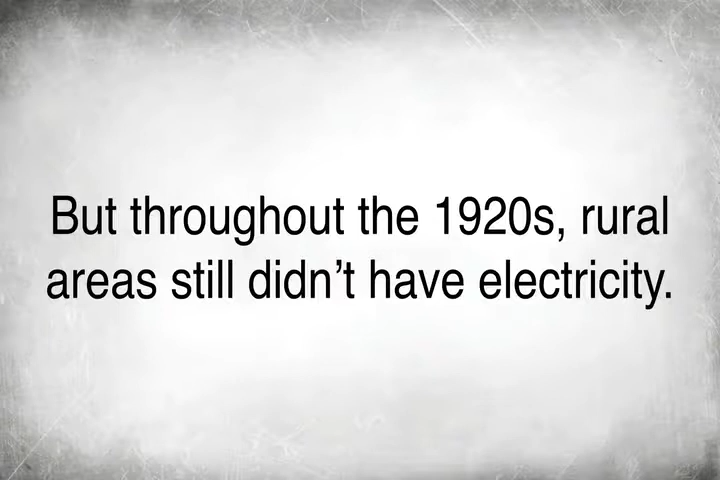 But throughout the 1920s, rural
areas still didn’t have electricity.